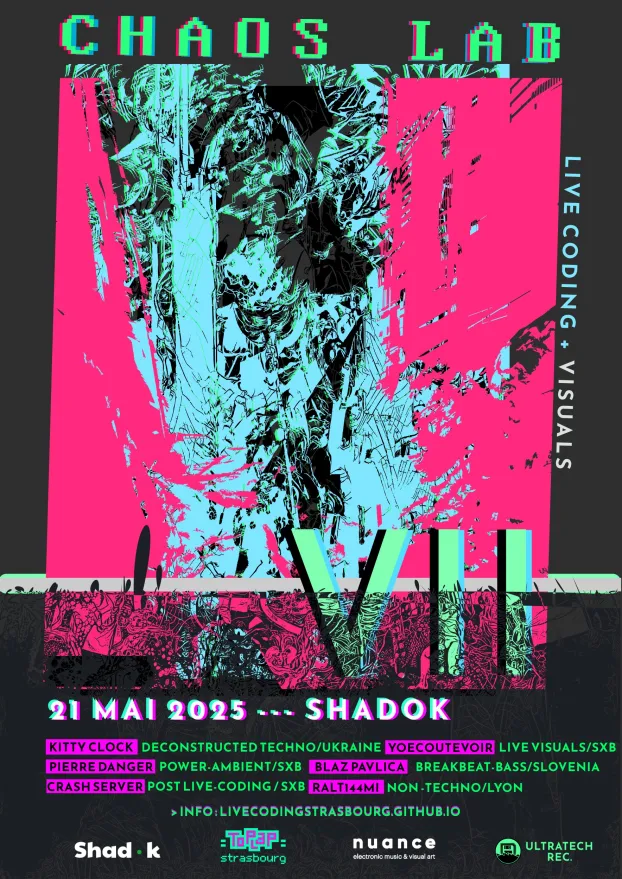 CHAOS LAB
LIVE CODING + VISUALS
VII
21 MAI 2025 --- SHADOK
KITTY CLOCK DECONSTRUCTED TECHNO/UKRAINE YOECOUTEVOIR LIVE VISUALS/SXB
PIERRE DANGER POWER-AMBIENT/SXB BLAZ PAVLICA BREAKBEAT-BASS/SLOVENIA
CRASH SERVER POST LIVE-CODING / SXB RALT144MI NON-TECHNO/LYON
> INFO : LIVECODINGSTRASBOURG.GITHUB.IO
Shad•k
TOPLAP
strasbourg
nuance
electronic music & visual art
ULTRATECH
REC.